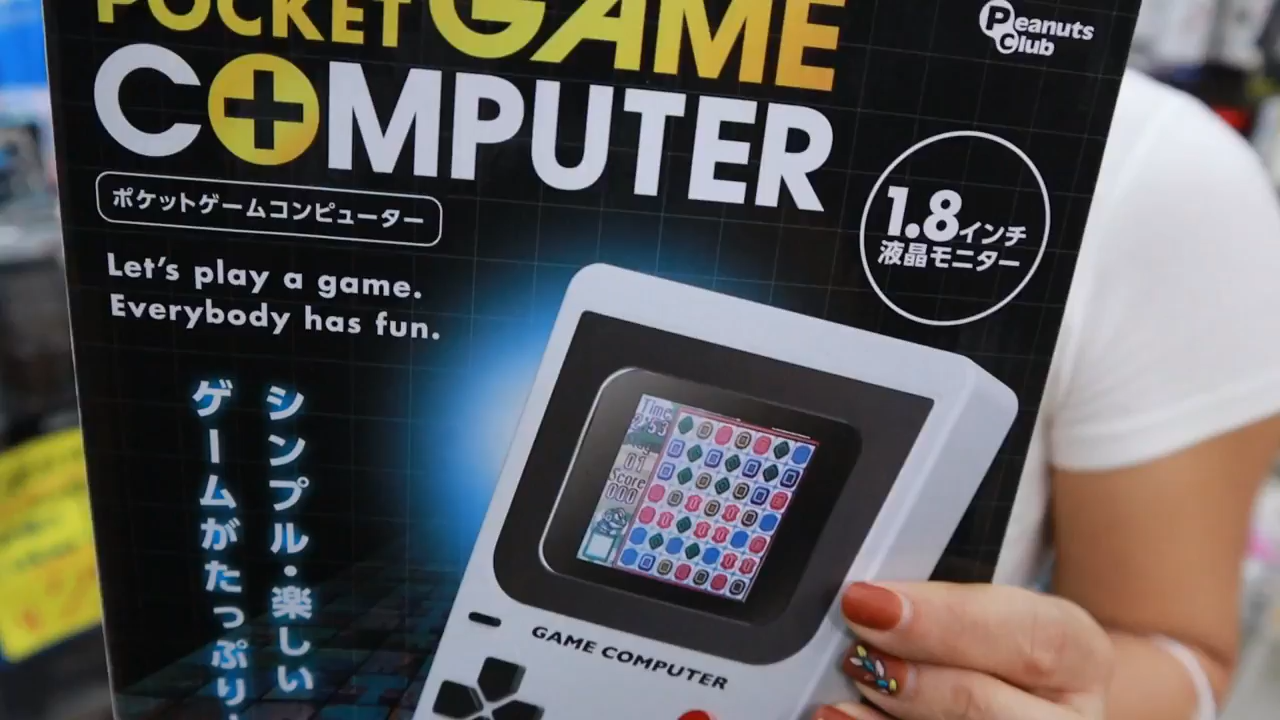 POCKET GAME
COMPUTER
Peanuts
Club
ポケットゲームコンピューター
1.8インチ
液晶モニター
Let's play a game.
Everybody has fun.
シンプル・楽しい
ゲームがたっぷり
Time
2'53
01
Score
000
GAME COMPUTER